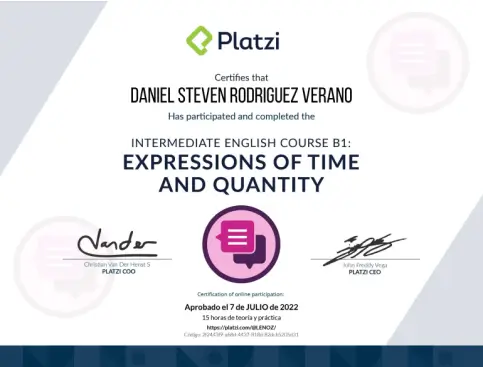 Platzi
Certifies that
DANIEL STEVEN RODRIGUEZ VERANO
Has participated and completed the
INTERMEDIATE ENGLISH COURSE B1:
EXPRESSIONS OF TIME
AND QUANTITY
Christian Van Der Henst S
PLATZI COO
John Freddy Vega
PLATZI CEO
Certification of online participation:
Aprobado el 7 de JULIO de 2022
15 horas de teoría y práctica
https://platzi.com/@LENOZ/
Código: